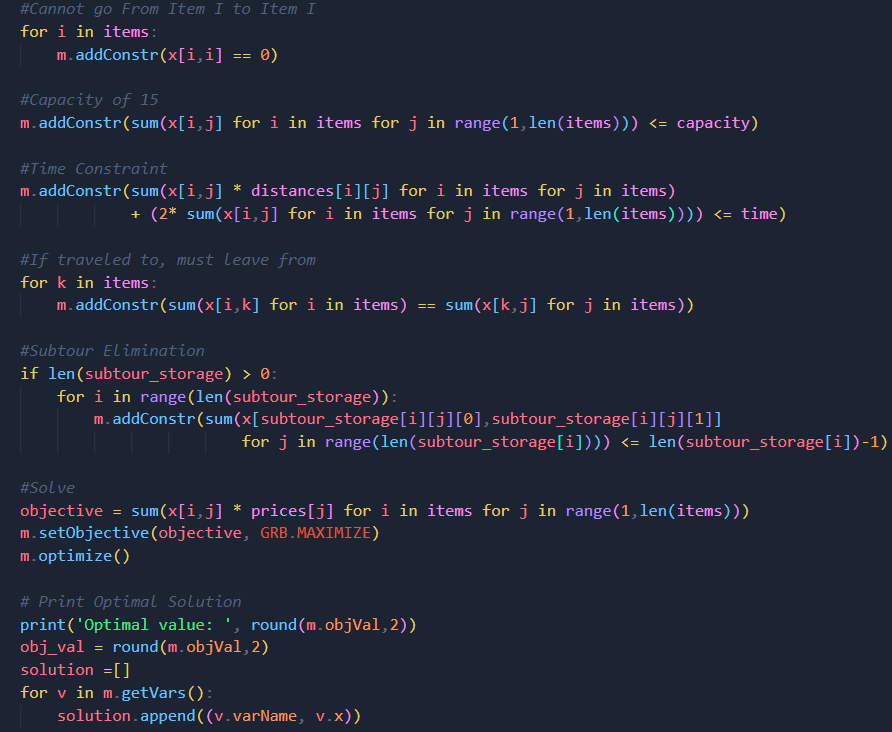 #Cannot go From Item I to Item I
for i in items:
    m.addConstr(x[i,i] == 0)

#Capacity of 15
m.addConstr(sum(x[i,j] for i in items for j in range(1,len(items))) <= capacity)

#Time Constraint
m.addConstr(sum(x[i,j] * distances[i][j] for i in items for j in items)
            + (2* sum(x[i,j] for i in items for j in range(1,len(items)))) <= time)

#If traveled to, must leave from
for k in items:
    m.addConstr(sum(x[i,k] for i in items) == sum(x[k,j] for j in items))

#Subtour Elimination
if len(subtour_storage) > 0:
    for i in range(len(subtour_storage)):
        m.addConstr(sum(x[subtour_storage[i][j][0],subtour_storage[i][j][1]]
                        for j in range(len(subtour_storage[i]))) <= len(subtour_storage[i])-1)

#Solve
objective = sum(x[i,j] * prices[j] for i in items for j in range(1,len(items)))
m.setObjective(objective, GRB.MAXIMIZE)
m.optimize()

# Print Optimal Solution
print('Optimal value: ', round(m.objVal,2))
obj_val = round(m.objVal,2)
solution =[]
for v in m.getVars():
    solution.append((v.varName, v.x))